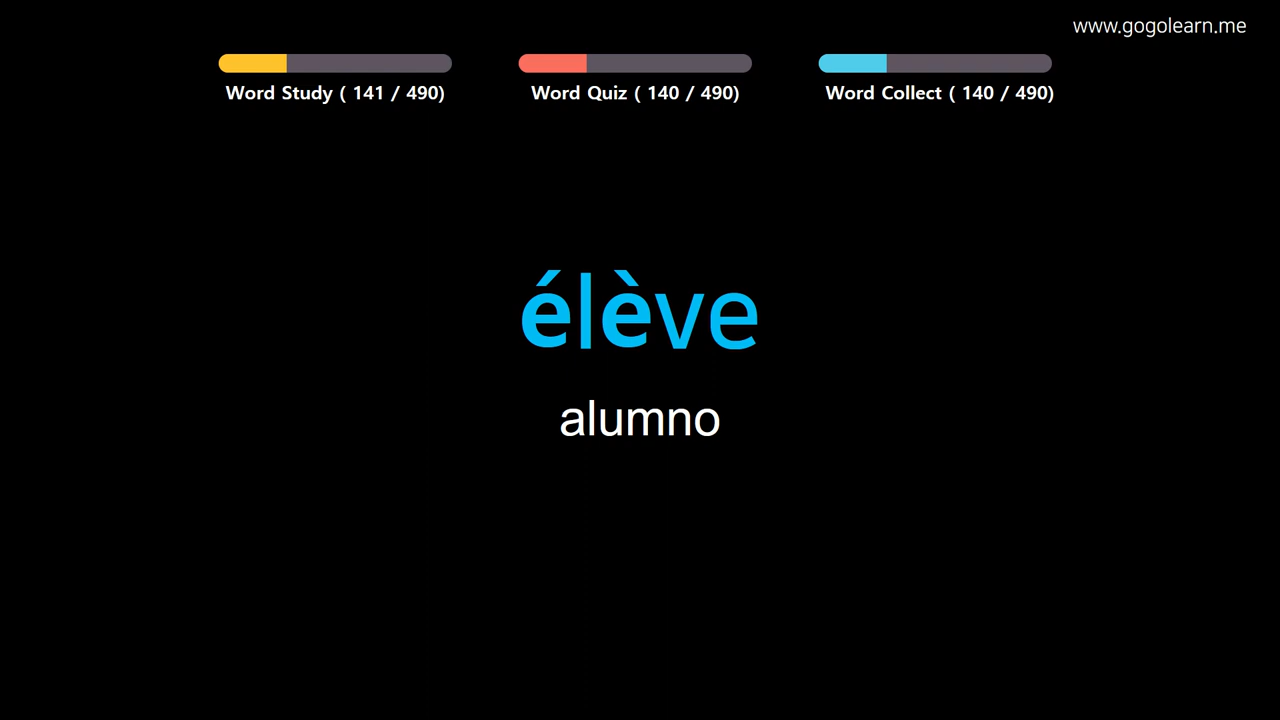 www.gogolearn.me
Word Study ( 141 / 490)
Word Quiz ( 140 / 490)
Word Collect ( 140 / 490)
élève
alumno